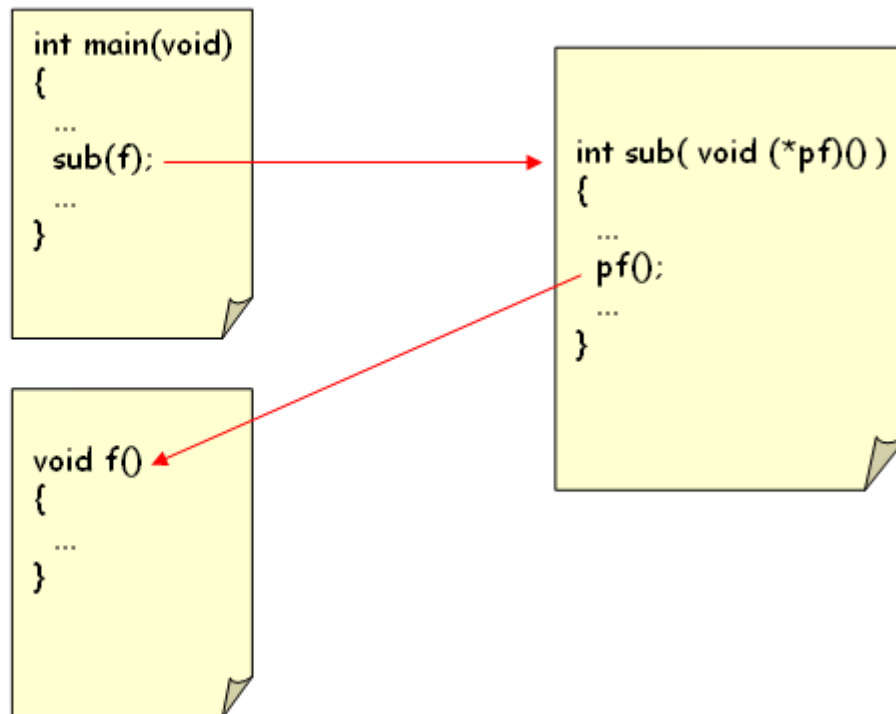 int main(void)
{
...
sub(f);
...
}
int sub( void (*pf)() )
{
...
pf();
...
}
void f()
{
...
}